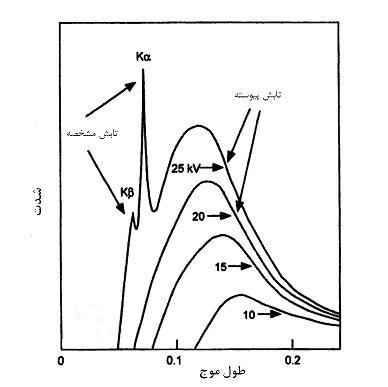 Kα
تابش پیوسته
تابش مشخصه
25 kV
Kβ
20
شدت
15
10
0
0.1
0.2
طول موج